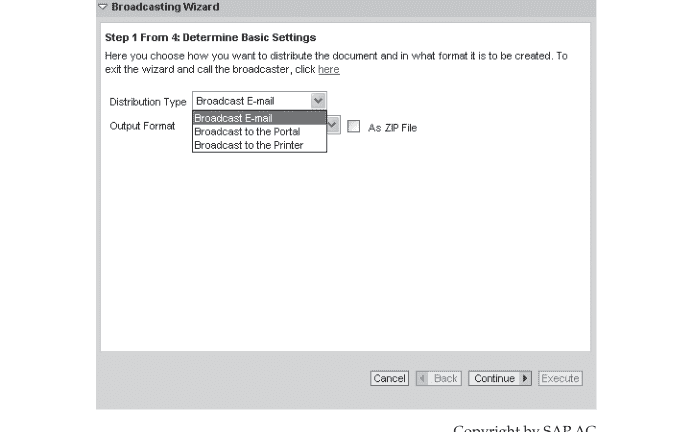 Broadcasting Wizard
Step 1 From 4: Determine Basic Settings
Here you choose how you want to distribute the document and in what format it is to be created. To
exit the wizard and call the broadcaster, click here
Distribution Type Broadcast E-mail
Broadcast E-mail
Output Format As ZIP File
Broadcast to the Portal
Broadcast to the Printer
Cancel Back Continue Execute
Copyright by SAP AG